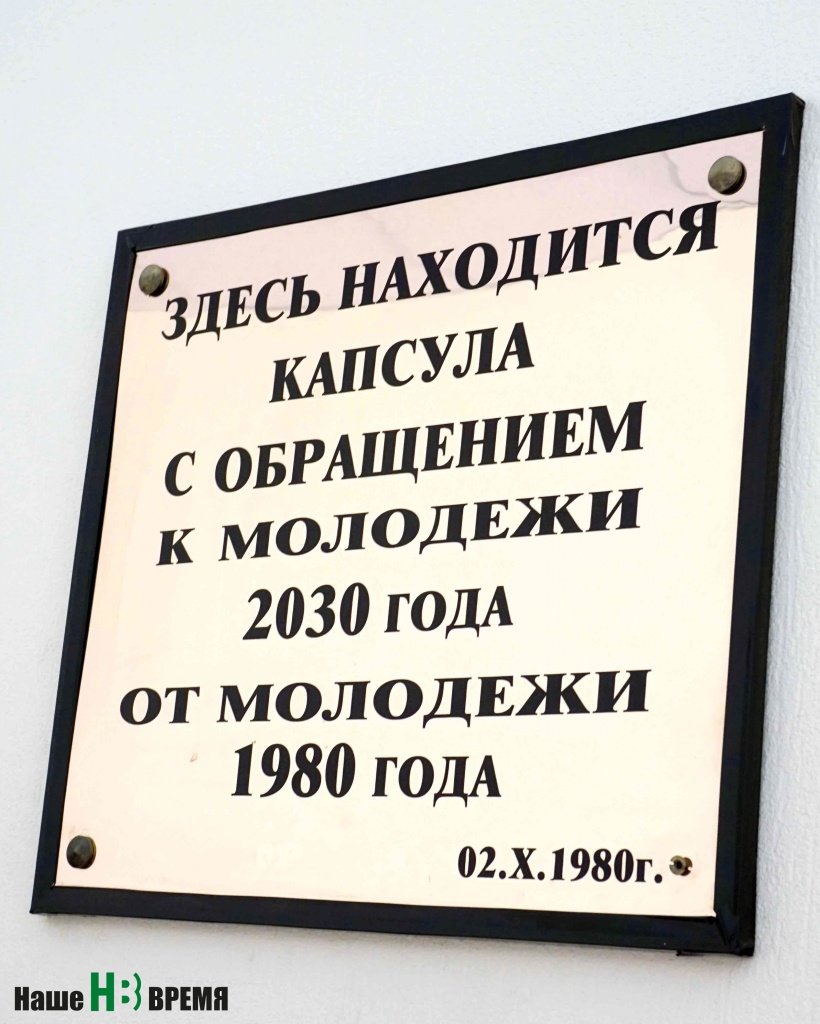 ЗДЕСЬ НАХОДИТСЯ
КАПСУЛА
С ОБРАЩЕНИЕМ
К МОЛОДЕЖИ
2030 ГОДА
ОТ МОЛОДЕЖИ
1980 ГОДА
02.X.1980г.
Наше НВ ВРЕМЯ